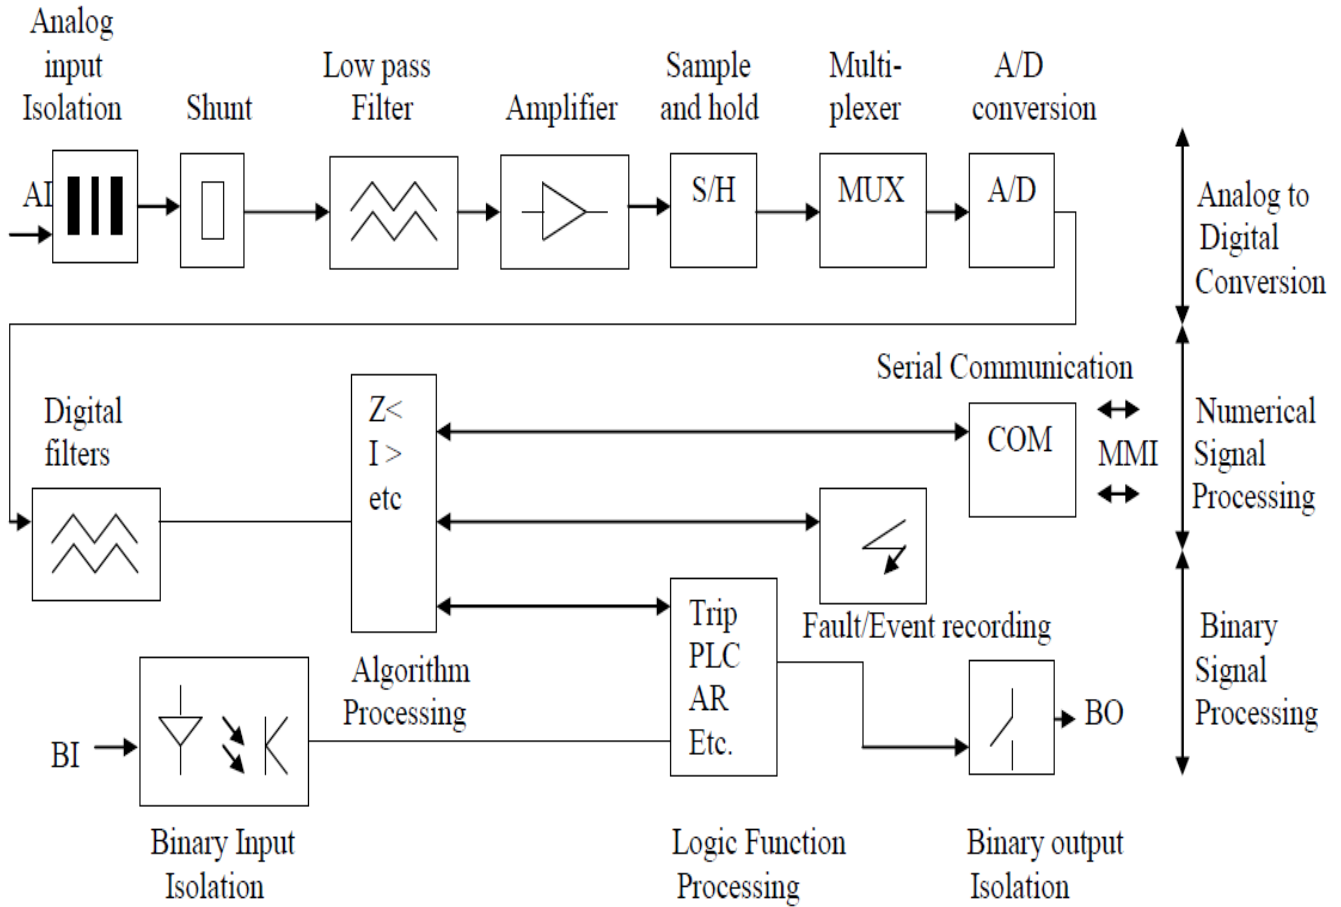 Analog
input
Isolation
Shunt
Low pass
Filter
Amplifier
Sample
and hold
Multi-
plexer
A/D
conversion
AI
S/H
MUX
A/D
Analog to
Digital
Conversion
Serial Communication
Digital
filters
Z<
I >
etc
COM
MMI
Numerical
Signal
Processing
Algorithm
Processing
Fault/Event recording
Trip
PLC
AR
Etc.
BI
BO
Binary
Signal
Processing
Binary Input
Isolation
Logic Function
Processing
Binary output
Isolation